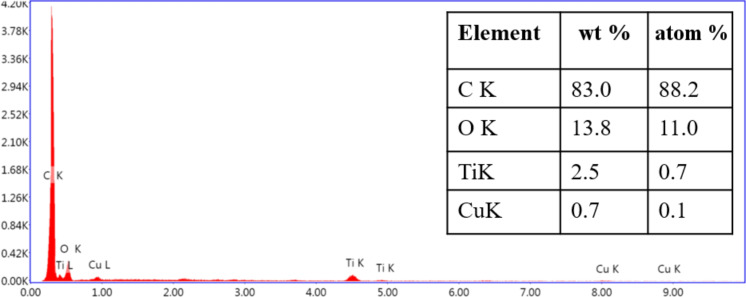 4.20K
3.78K
3.36K
2.94K
2.52K
2.10K
1.68K
1.26K
0.84K
0.42K
0.00K
C K
O K
Ti L
Cu L
Ti K
Ti K
Cu K
Cu K
0.00 1.00 2.00 3.00 4.00 5.00 6.00 7.00 8.00 9.00
Element wt % atom %
C K 83.0 88.2
O K 13.8 11.0
TiK 2.5 0.7
CuK 0.7 0.1